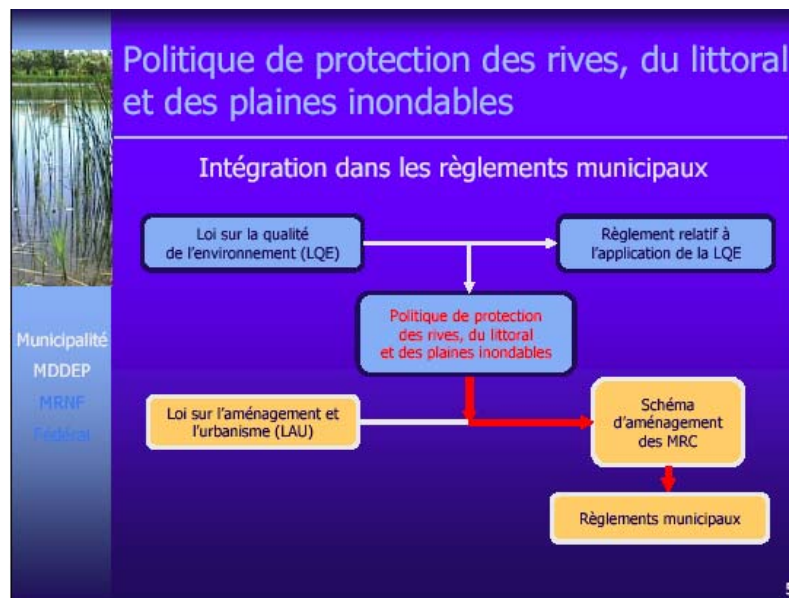 Politique de protection des rives, du littoral
et des plaines inondables
Intégration dans les règlements municipaux
Loi sur la qualité
de l'environnement (LQE)
Règlement relatif à
l'application de la LQE
Politique de protection
des rives, du littoral
et des plaines inondables
Municipalité
MDDEP
MRNF
Fédéral
Loi sur l'aménagement et
l'urbanisme (LAU)
Schéma
d'aménagement
des MRC
Règlements municipaux
5